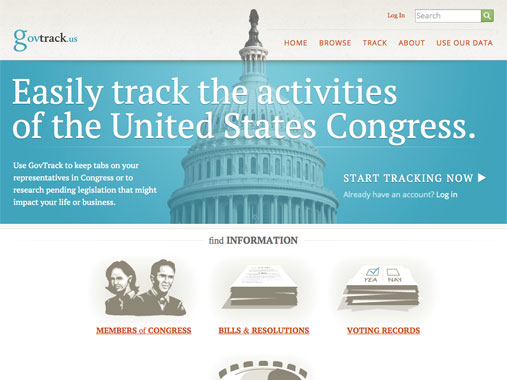 Log In
Search
govtrack.us
HOME BROWSE TRACK ABOUT USE OUR DATA
Easily track the activities
of the United States Congress.
Use GovTrack to keep tabs on your
representatives in Congress or to
research pending legislation that might
impact your life or business.
START TRACKING NOW
Already have an account? Log in
find INFORMATION
YEA NAY
MEMBERS of CONGRESS
BILLS & RESOLUTIONS
VOTING RECORDS